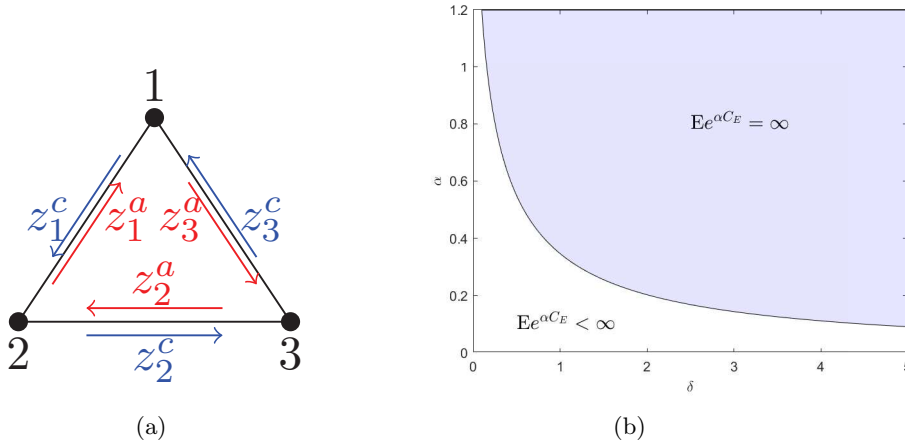 1
z_1^c
z_1^a
z_3^a
z_3^c
z_2^a
2
3
z_2^c
(a)
1.2
1
0.8
0.6
0.4
0.2
0
α
Ee^{αC_E} = ∞
Ee^{αC_E} < ∞
0
1
2
3
4
5
δ
(b)